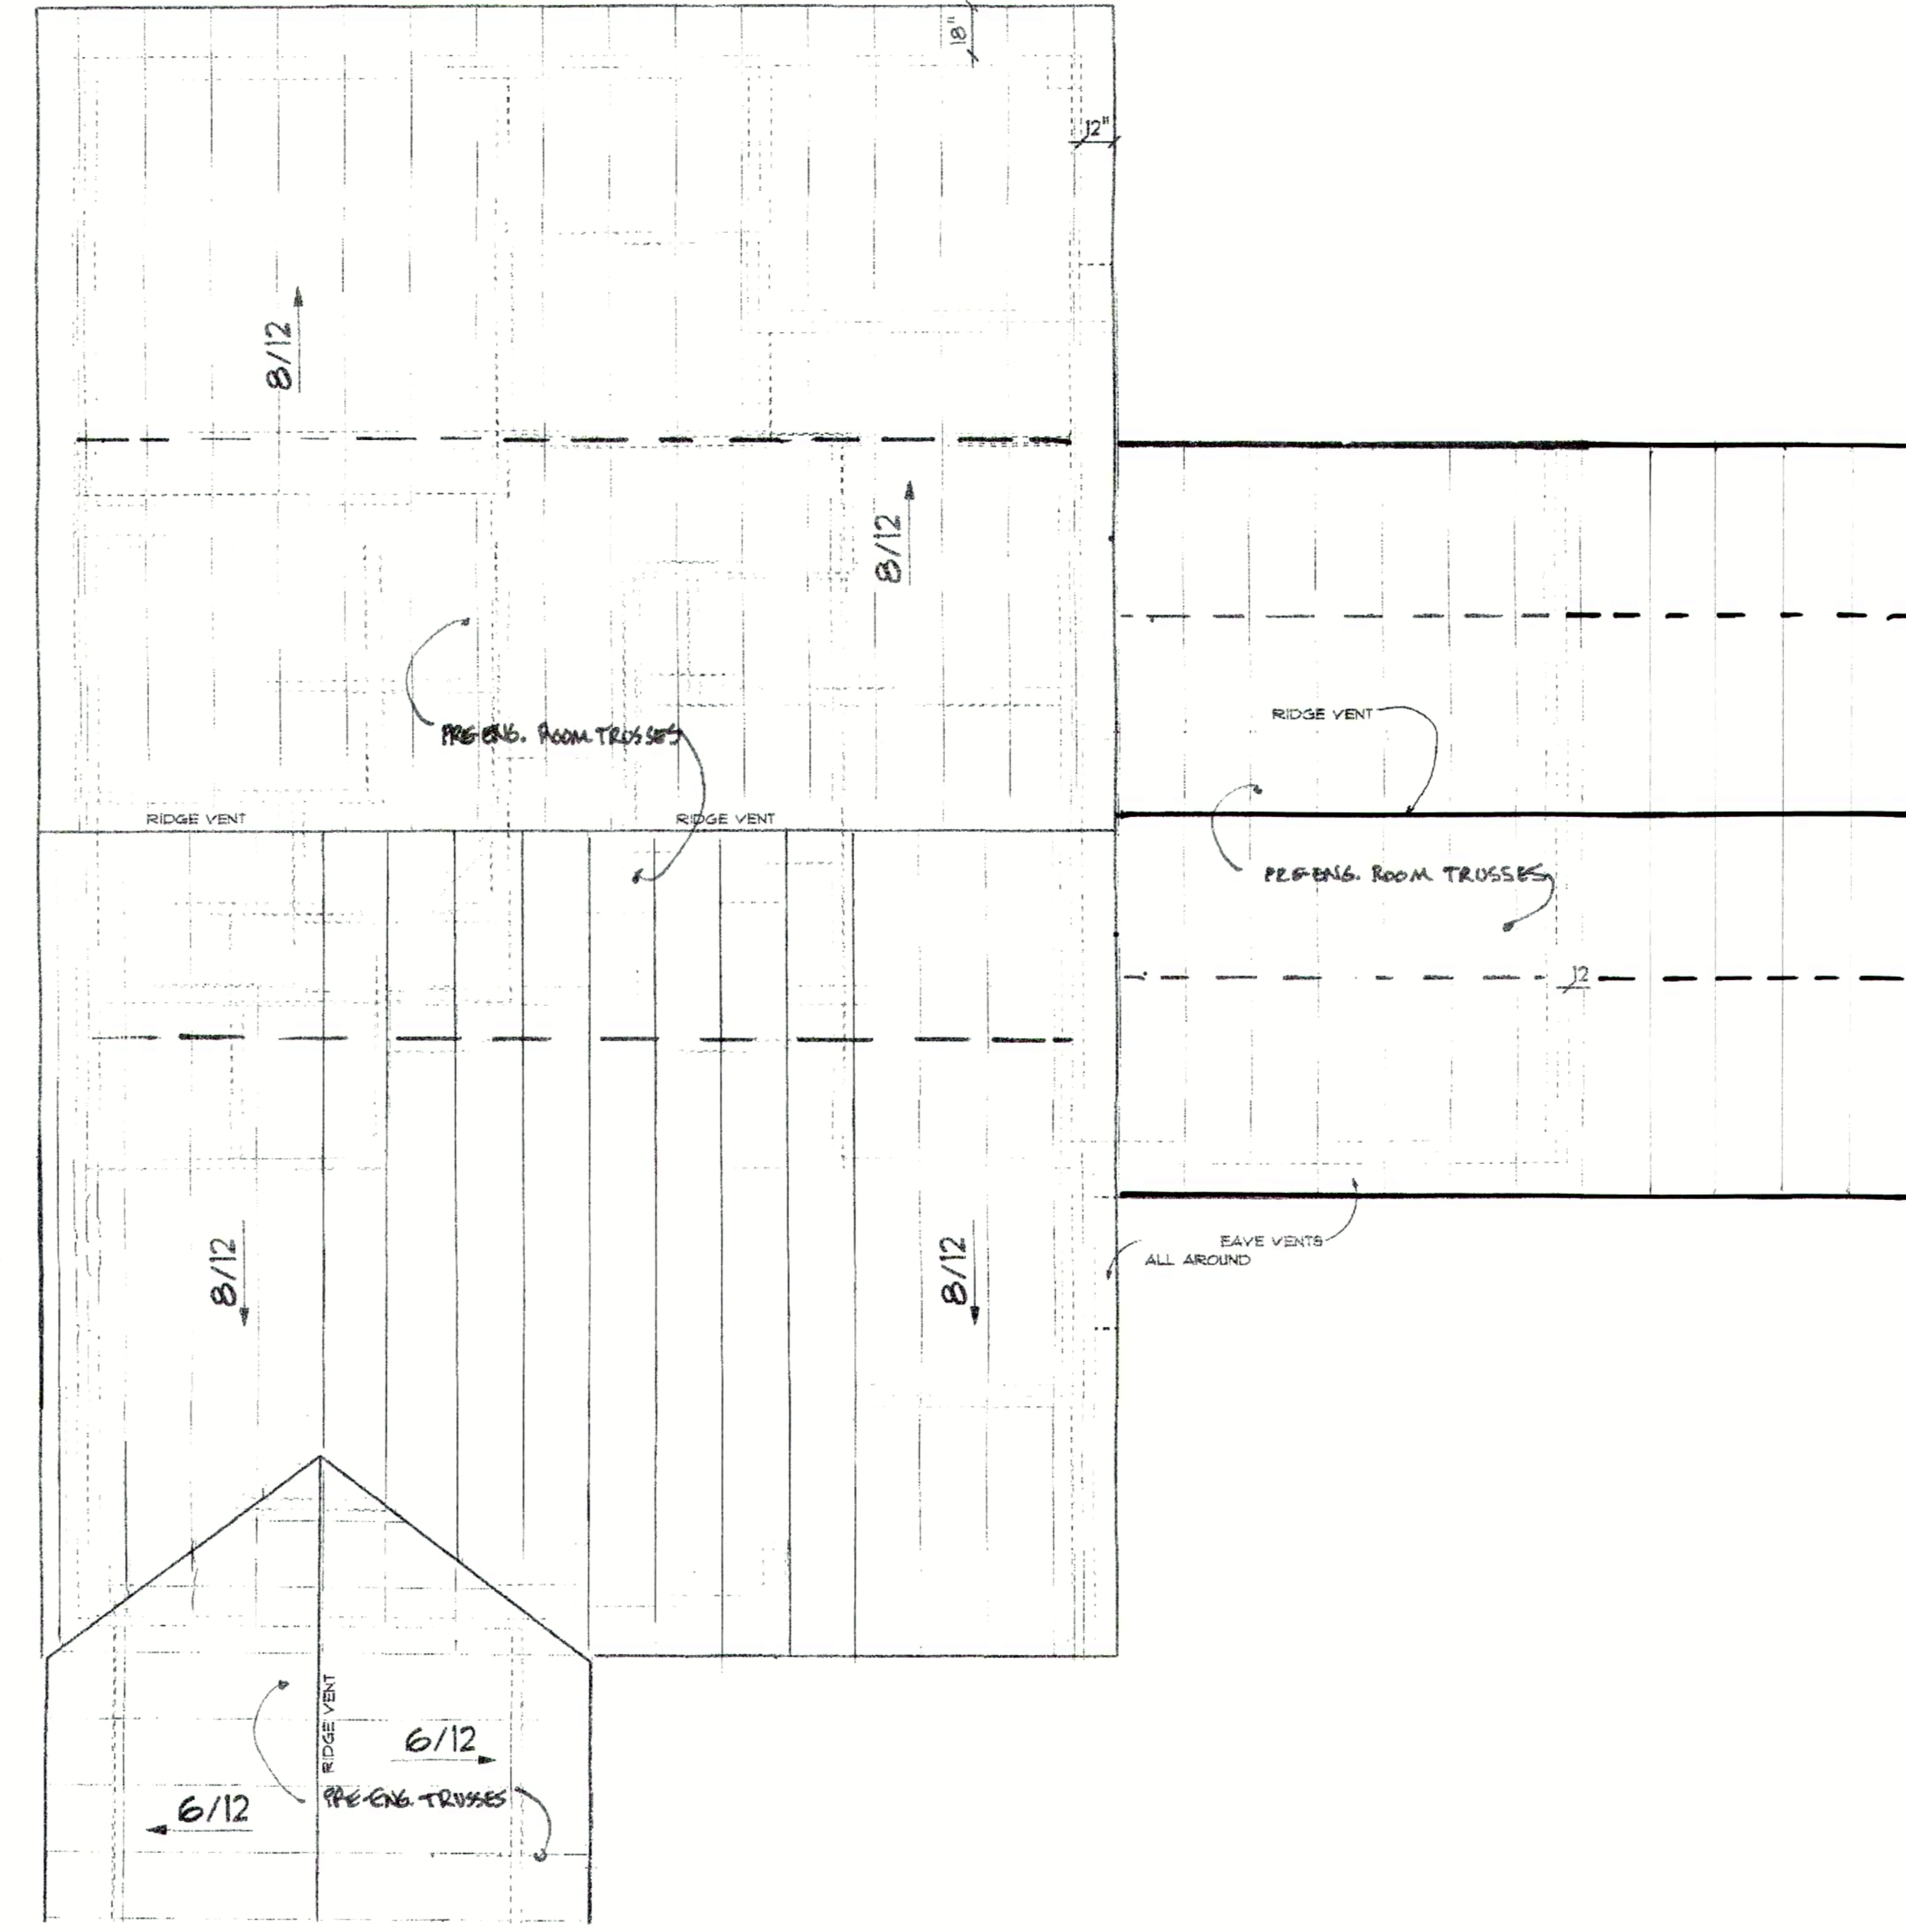 18"
12"
8/12
8/12
RIDGE VENT
PRE-ENG. ROOM TRUSSES
RIDGE VENT
RIDGE VENT
PRE-ENG. ROOM TRUSSES
12
8/12
8/12
EAVE VENTS
ALL AROUND
RIDGE VENT
6/12
PRE-ENG. TRUSSES
6/12